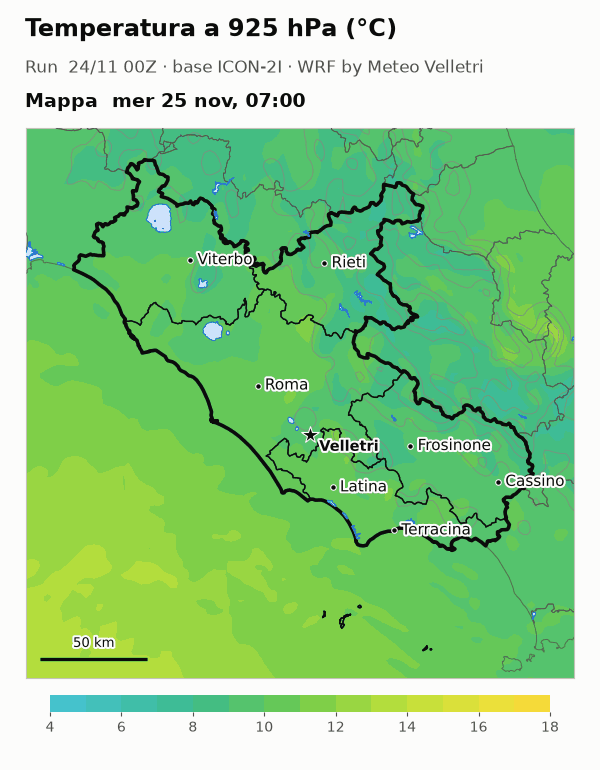 Temperatura a 925 hPa (°C)
Run  24/11 00Z · base ICON-2I · WRF by Meteo Velletri
Mappa  mer 25 nov, 07:00
Viterbo
Rieti
Roma
Velletri
Frosinone
Latina
Cassino
Terracina
50 km
4 6 8 10 12 14 16 18